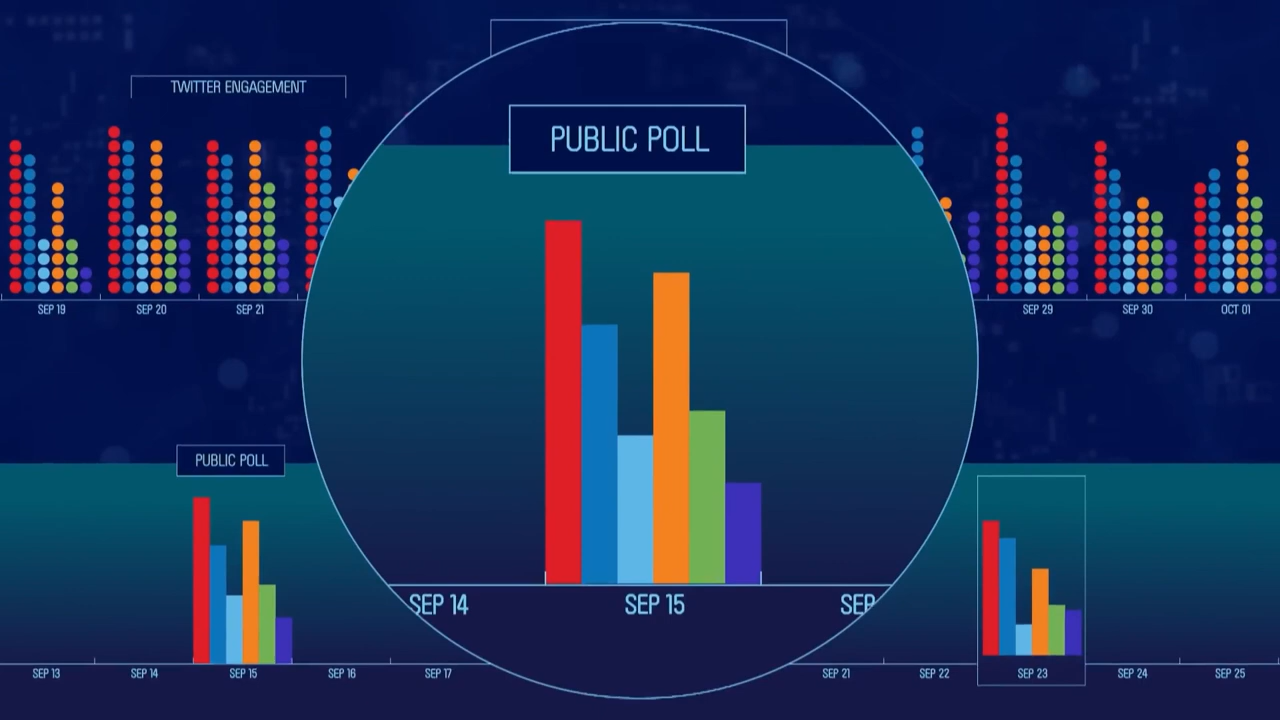 TWITTER ENGAGEMENT
SEP 19
SEP 20
SEP 21
SEP 29
SEP 30
OCT 01
PUBLIC POLL
SEP 14
SEP 15
SEP
PUBLIC POLL
SEP 13
SEP 14
SEP 15
SEP 16
SEP 17
SEP 21
SEP 22
SEP 23
SEP 24
SEP 25